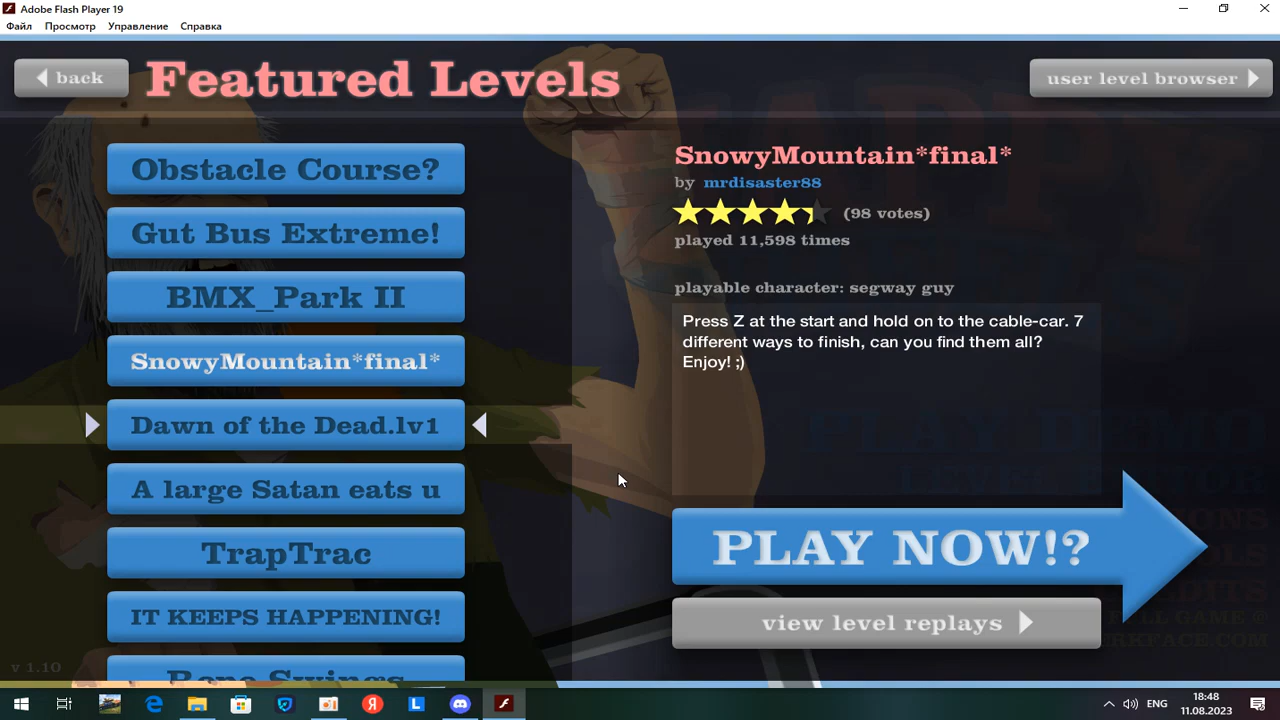 Adobe Flash Player 19
Файл Просмотр Управление Справка
back
Featured Levels
user level browser
Obstacle Course?
Gut Bus Extreme!
BMX_Park II
SnowyMountain*final*
Dawn of the Dead.lv1
A large Satan eats u
TrapTrac
IT KEEPS HAPPENING!
Rope Swings
SnowyMountain*final*
by mrdisaster88
(98 votes)
played 11,598 times
playable character: segway guy
Press Z at the start and hold on to the cable-car. 7
different ways to finish, can you find them all?
Enjoy! ;)
PLAY NOW!?
view level replays
v 1.10
PLAY DEMO
ENG
18:48
11.08.2023